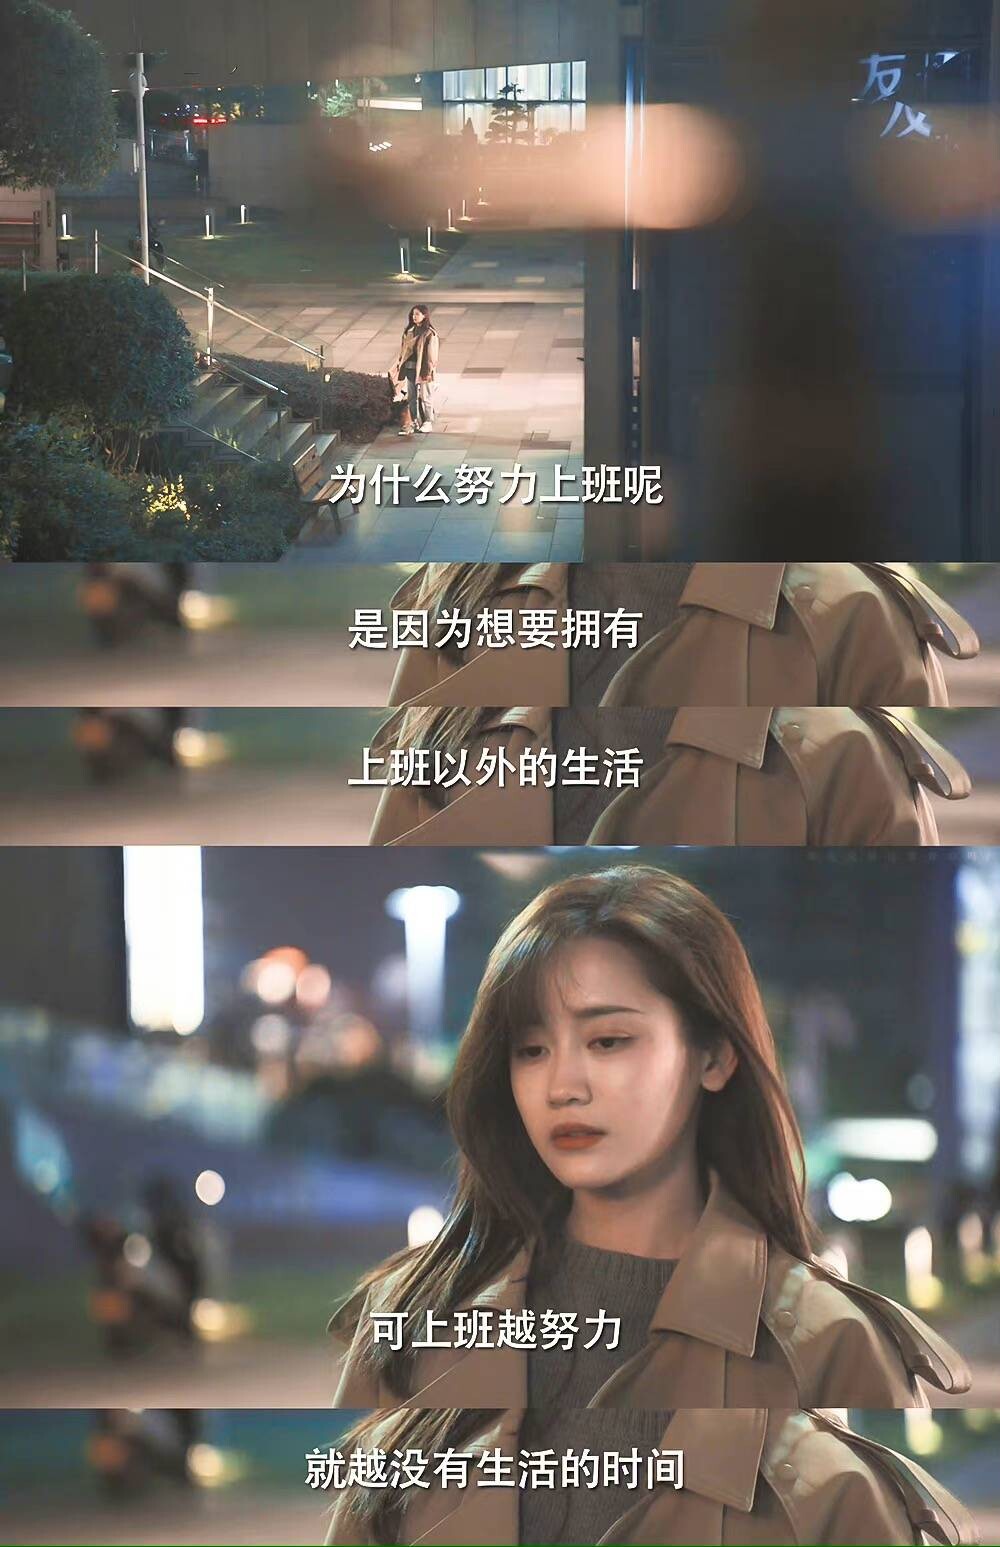 为什么努力上班呢
是因为想要拥有
上班以外的生活
可上班越努力
就越没有生活的时间